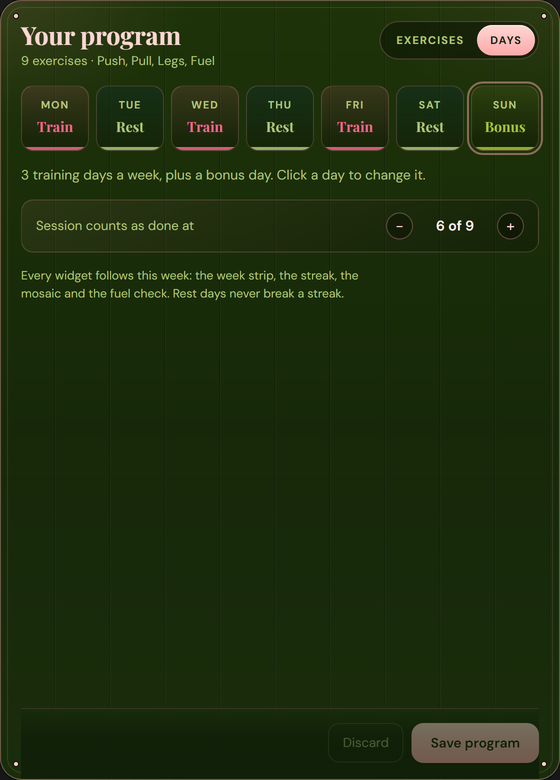 Your program
9 exercises · Push, Pull, Legs, Fuel
EXERCISES DAYS
MON TUE WED THU FRI SAT SUN
Train Rest Train Rest Train Rest Bonus
3 training days a week, plus a bonus day. Click a day to change it.
Session counts as done at − 6 of 9 +
Every widget follows this week: the week strip, the streak, the
mosaic and the fuel check. Rest days never break a streak.
Discard Save program